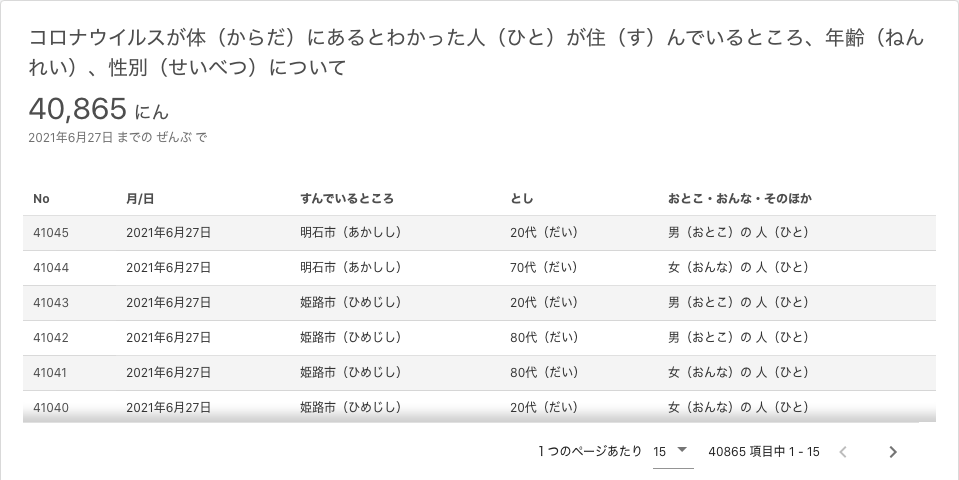 コロナウイルスが体（からだ）にあるとわかった人（ひと）が住（す）んでいるところ、年齢（ねん
れい）、性別（せいべつ）について
40,865 にん
2021年6月27日 までの ぜんぶ で
No 月/日 すんでいるところ とし おとこ・おんな・そのほか
41045 2021年6月27日 明石市（あかしし） 20代（だい） 男（おとこ）の 人（ひと）
41044 2021年6月27日 明石市（あかしし） 70代（だい） 女（おんな）の 人（ひと）
41043 2021年6月27日 姫路市（ひめじし） 20代（だい） 男（おとこ）の 人（ひと）
41042 2021年6月27日 姫路市（ひめじし） 80代（だい） 男（おとこ）の 人（ひと）
41041 2021年6月27日 姫路市（ひめじし） 80代（だい） 女（おんな）の 人（ひと）
41040 2021年6月27日 姫路市（ひめじし） 20代（だい） 女（おんな）の 人（ひと）
1 つのページあたり 15 40865 項目中 1 - 15